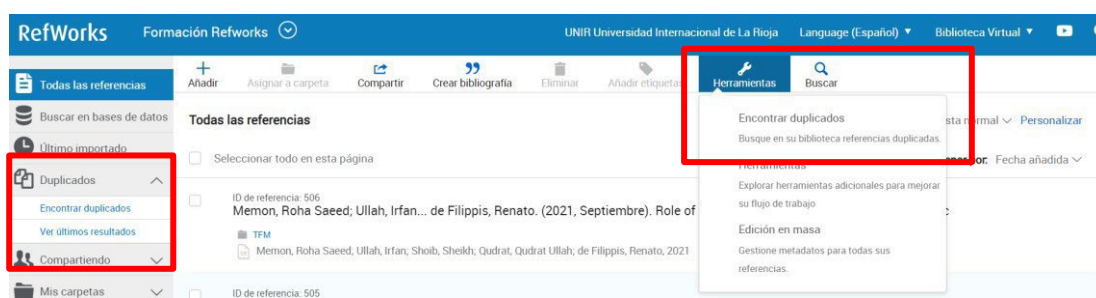 RefWorks Formación Refworks UNIR Universidad Internacional de La Rioja Language (Español) Biblioteca Virtual
Todas las referencias
Buscar en bases de datos
Último importado
Duplicados
Encontrar duplicados
Ver últimos resultados
Compartiendo
Mis carpetas
Añadir Asignar a carpeta Compartir Crear bibliografía Eliminar Añadir etiquetas Herramientas Buscar
Todas las referencias
normal Personalizar
Seleccionar todo en esta página
por: Fecha añadida
ID de referencia: 506
Memon, Roha Saeed; Ullah, Irfan... de Filippis, Renato. (2021, Septiembre). Role of
TFM
Memon, Roha Saeed, Ullah, Irfan; Shoib, Sheikh; Qudrat, Qudrat Ullah; de Filippis, Renato, 2021
ID de referencia: 505
Encontrar duplicados
Busque en su biblioteca referencias duplicadas.
Herramientas
Explorar herramientas adicionales para mejorar
su flujo de trabajo
Edición en masa
Gestione metadatos para todas sus
referencias.